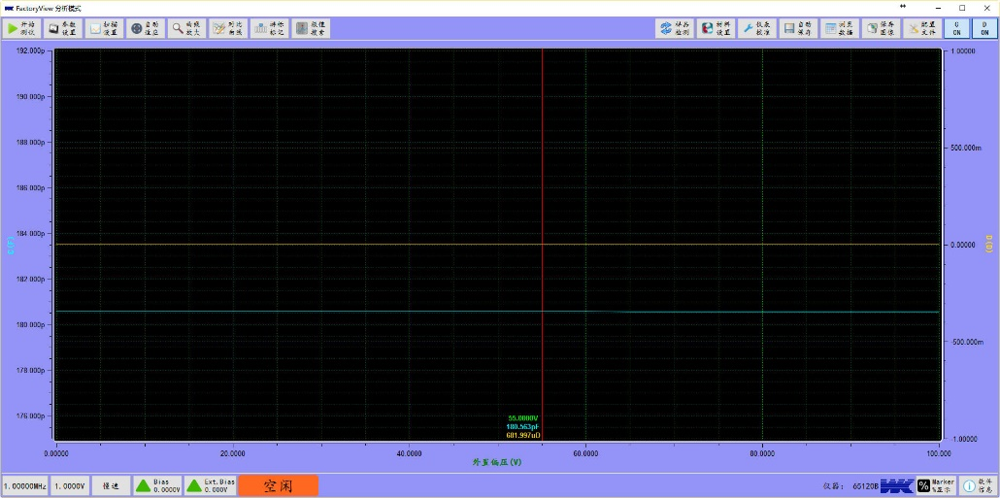 FactoryView 分析模式
开始
测试
参数
设置
扫描
设置
自动
适应
曲线
放大
对比
曲线
游标
标记
极值
搜索
样品
检测
材料
设置
仪表
校准
自动
保存
浏览
数据
保存
图像
配置
文件
C
ON
D
ON
192.000p
190.000p
188.000p
186.000p
184.000p
182.000p
180.000p
178.000p
176.000p
C(F)
1.00000
500.000m
0.00000
-500.000m
-1.00000
D(D)
55.0000V
180.563pF
601.997uD
0.00000
20.0000
40.0000
60.0000
80.0000
100.000
外置偏压(V)
1.00000MHz
1.0000V
慢速
Bias
0.0000V
Ext.Bias
0.000V
空闲
仪器: 65120B
Marker
%显示
软件
信息